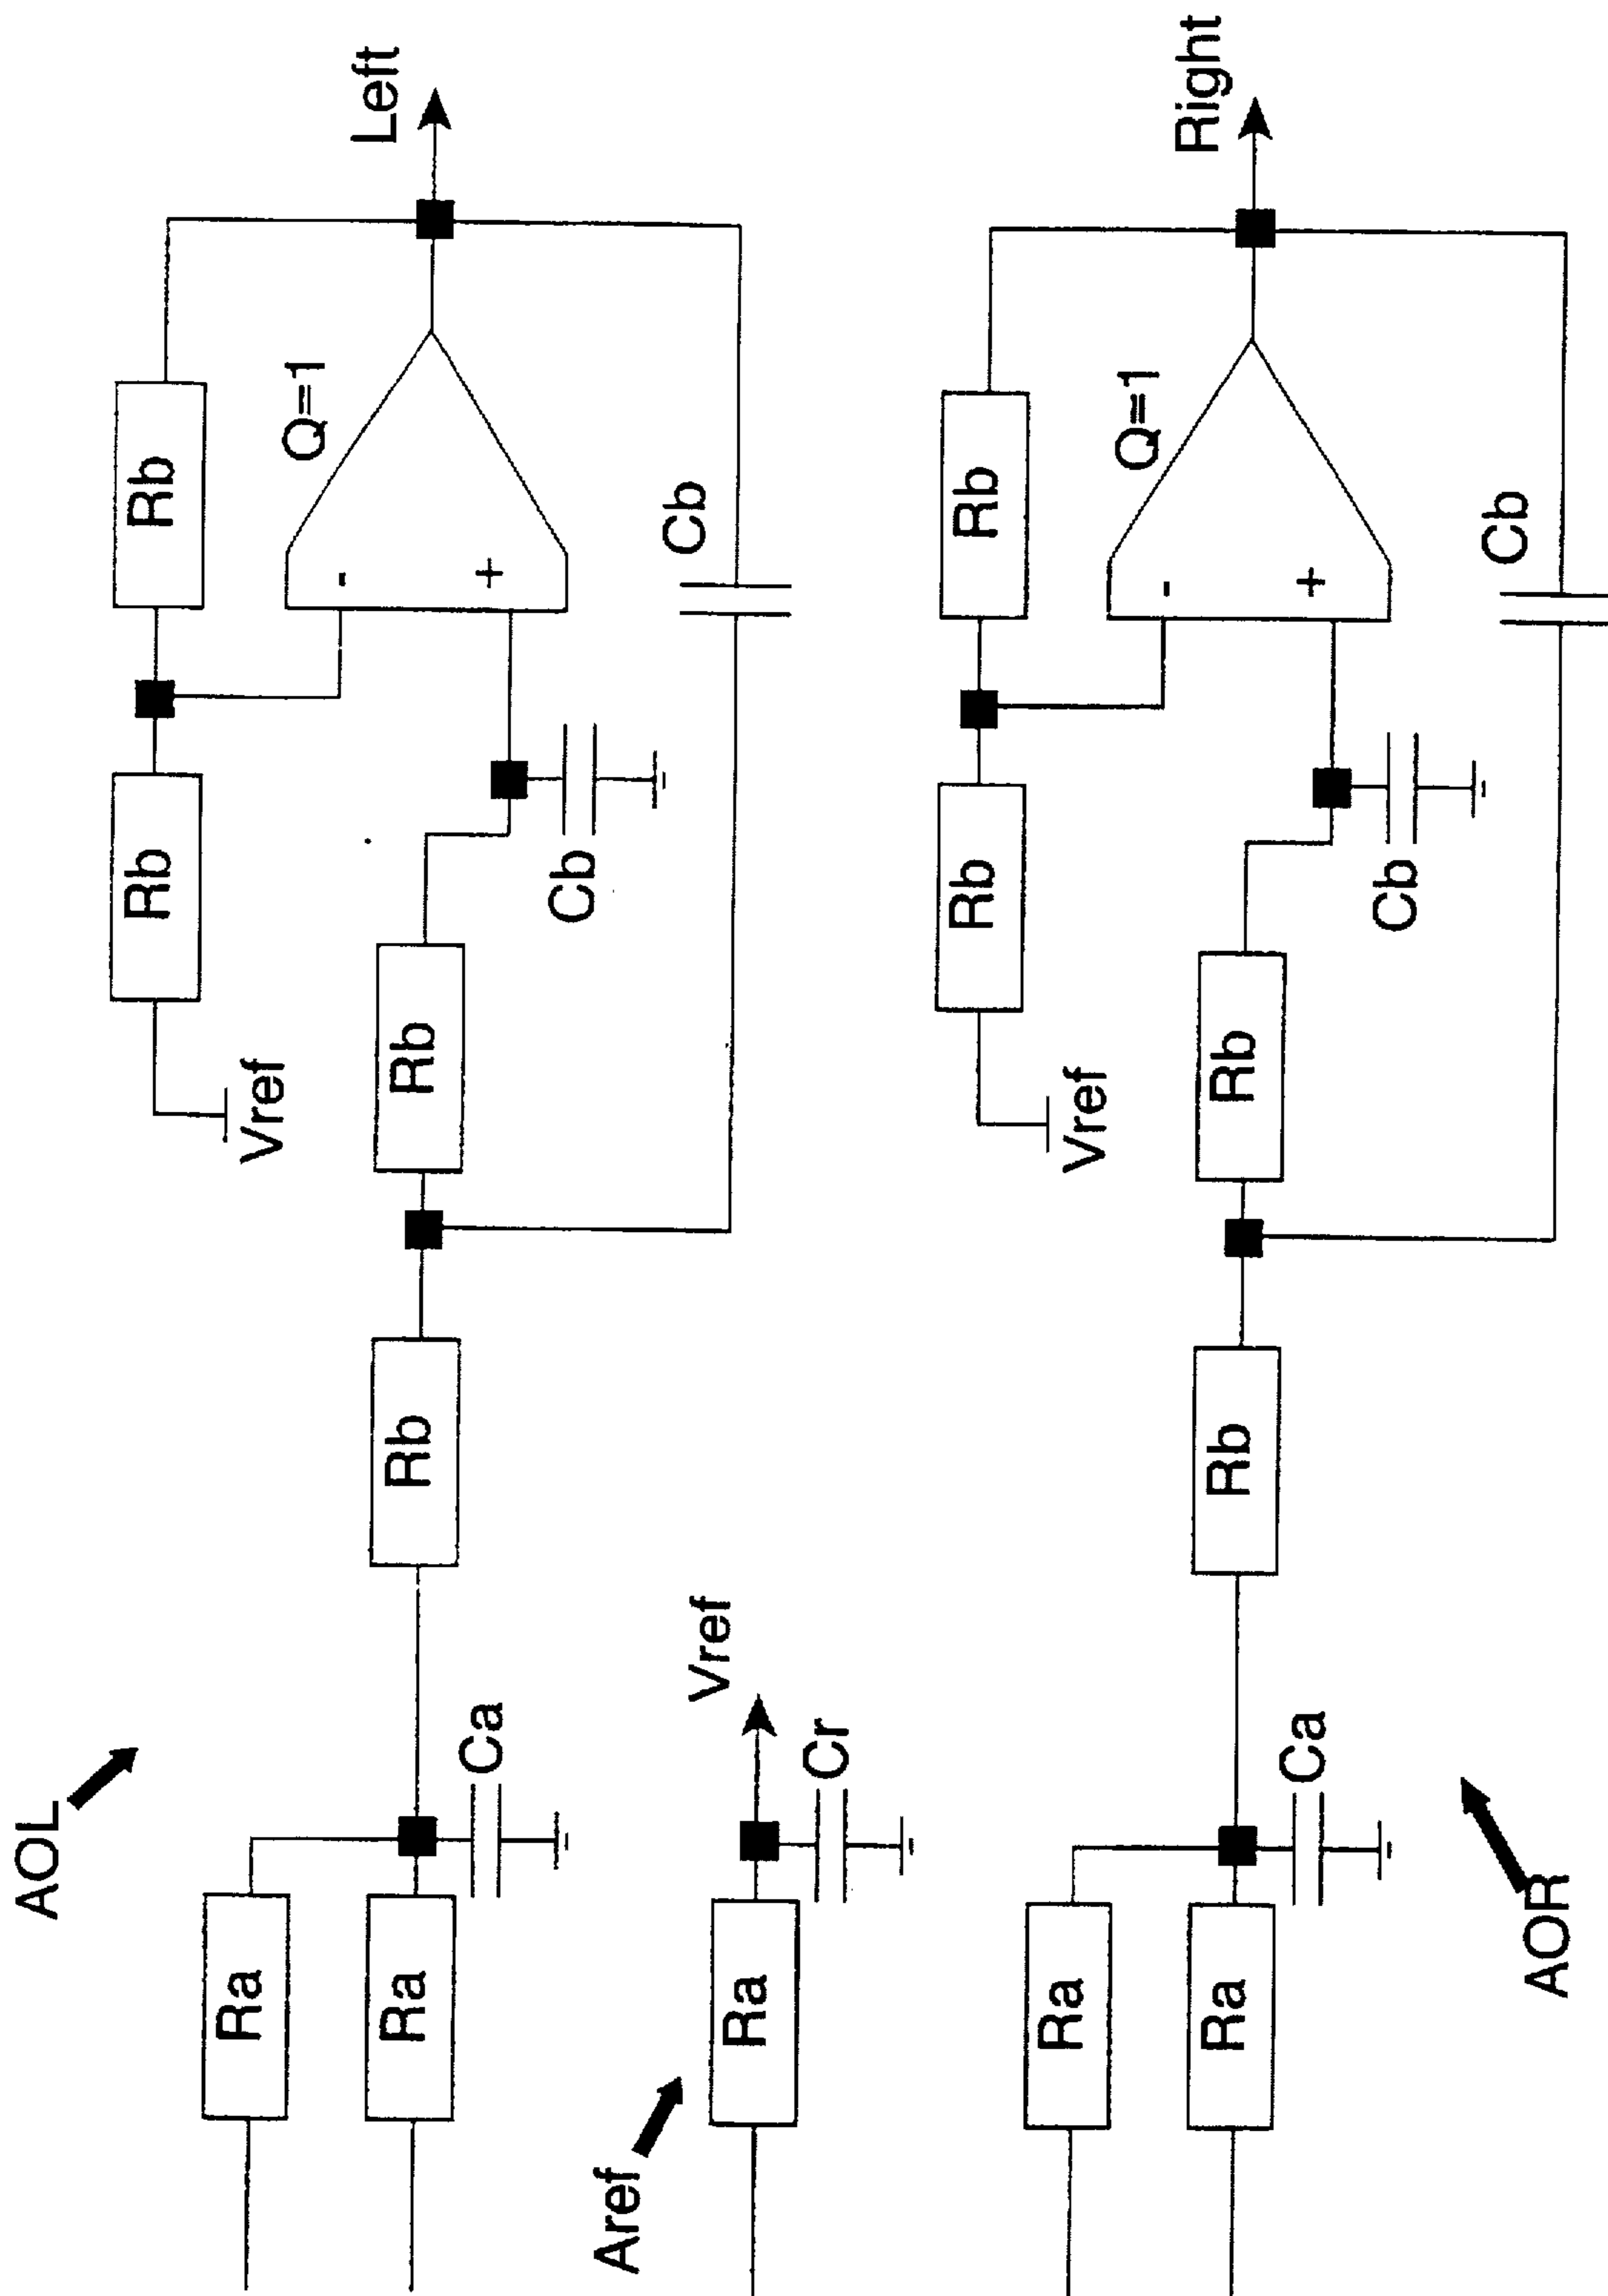 AOL
Rb
Rb
Ra
Vref
Q=1
-
Left
Ra
Rb
Rb
Ca
+
Cb
Aref
Cb
Vref
Ra
Cr
Rb
Rb
Ra
Vref
Q=1
-
Right
Ra
Rb
Rb
Ca
+
Cb
Cb
AOR